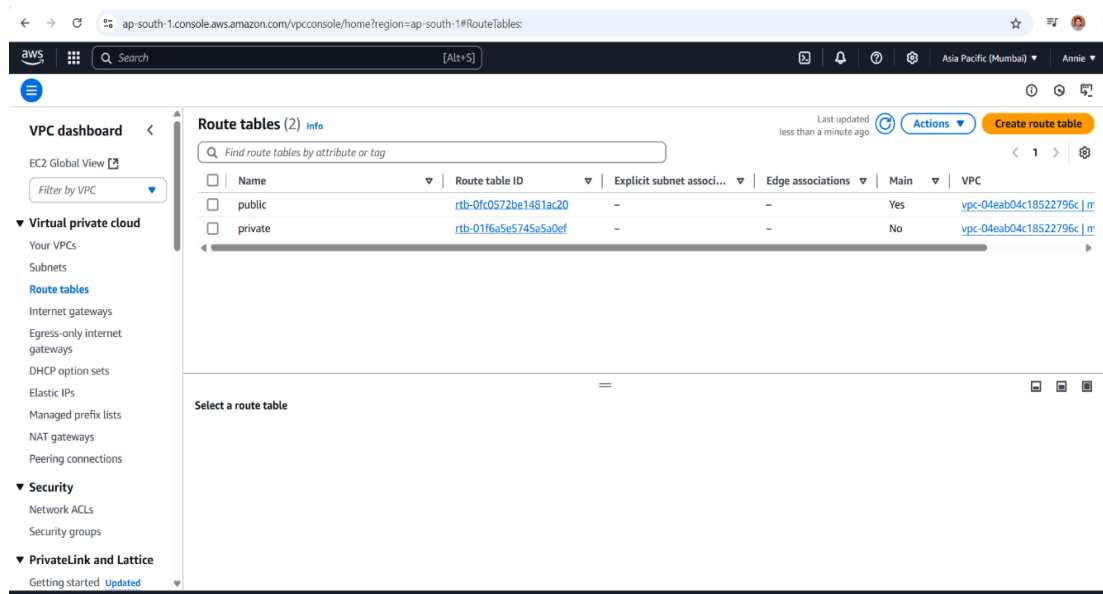 ap-south-1.console.aws.amazon.com/vpcconsole/home?region=ap-south-1#RouteTables:
aws Search [Alt+S] Asia Pacific (Mumbai) Annie
VPC dashboard
EC2 Global View
Filter by VPC
Virtual private cloud
Your VPCs
Subnets
Route tables
Internet gateways
Egress-only internet
gateways
DHCP option sets
Elastic IPs
Managed prefix lists
NAT gateways
Peering connections
Security
Network ACLs
Security groups
PrivateLink and Lattice
Getting started Updated
Route tables (2) Info
Last updated
less than a minute ago
Actions
Create route table
Find route tables by attribute or tag
1
Name Route table ID Explicit subnet associ... Edge associations Main VPC
public rtb-0fc0572be1481ac20 – – Yes vpc-04eab04c18522796c | m
private rtb-01f6a5e5745a5a0ef – – No vpc-04eab04c18522796c | m
Select a route table